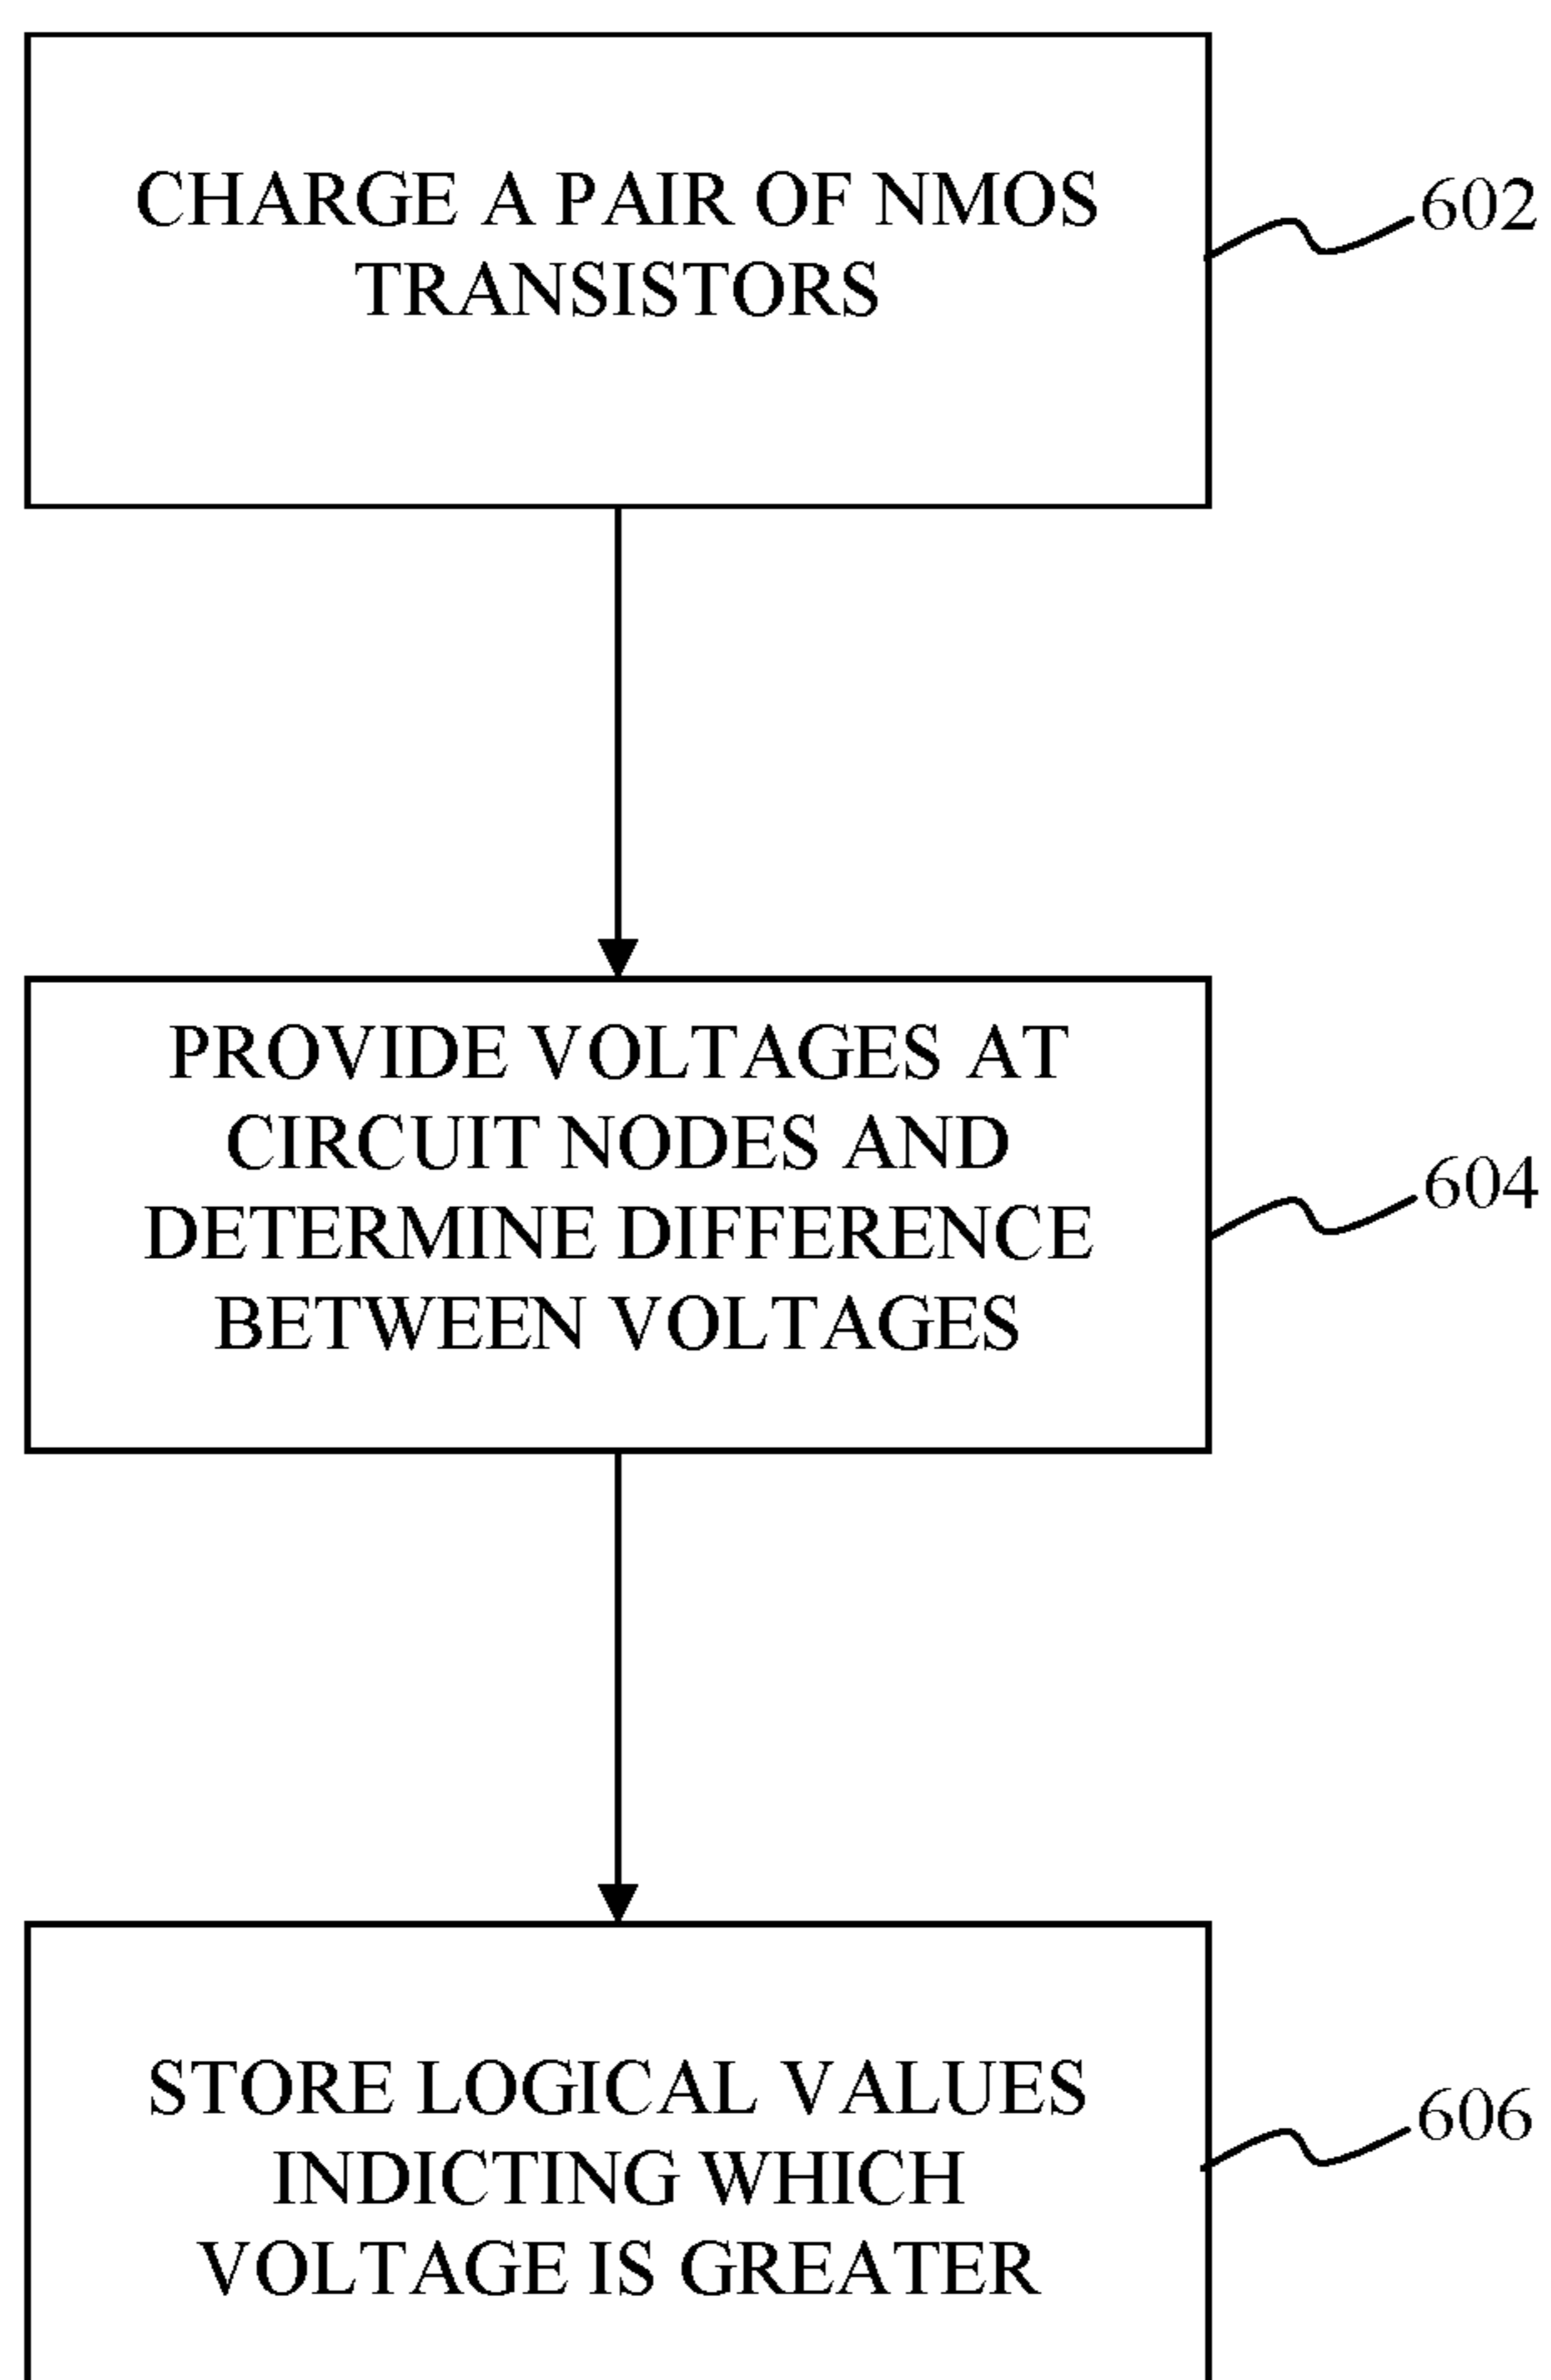 CHARGE A PAIR OF NMOS
TRANSISTORS
602
PROVIDE VOLTAGES AT
CIRCUIT NODES AND
DETERMINE DIFFERENCE
BETWEEN VOLTAGES
604
STORE LOGICAL VALUES
INDICTING WHICH
VOLTAGE IS GREATER
606